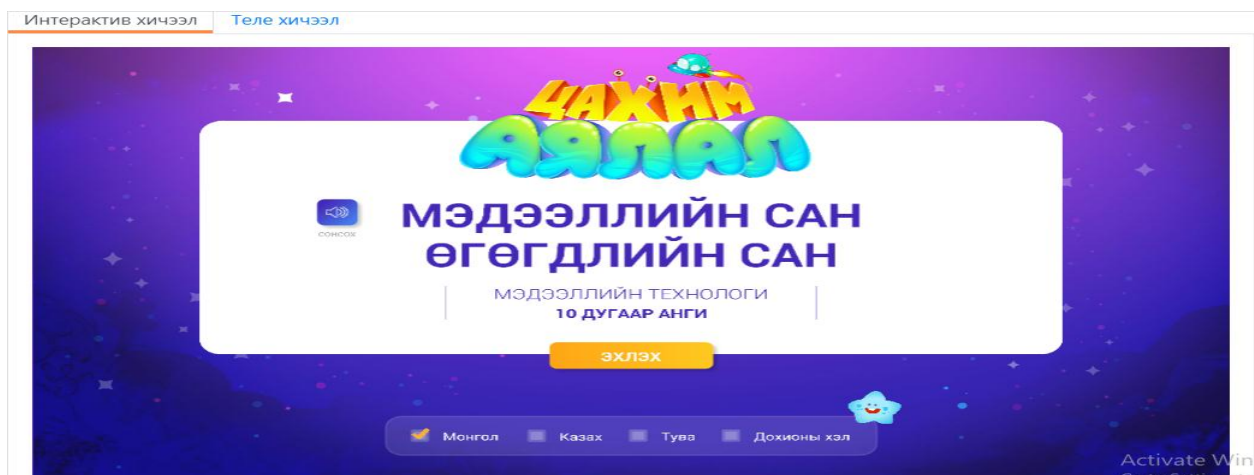 Интерактив хичээл Теле хичээл
ЦАХИМ
АЯЛАЛ
СОНСОХ
МЭДЭЭЛЛИЙН САН
ӨГӨГДЛИЙН САН
МЭДЭЭЛЛИЙН ТЕХНОЛОГИ
10 ДУГААР АНГИ
ЭХЛЭХ
Монгол Казах Тува Дохионы хэл
Activate Win